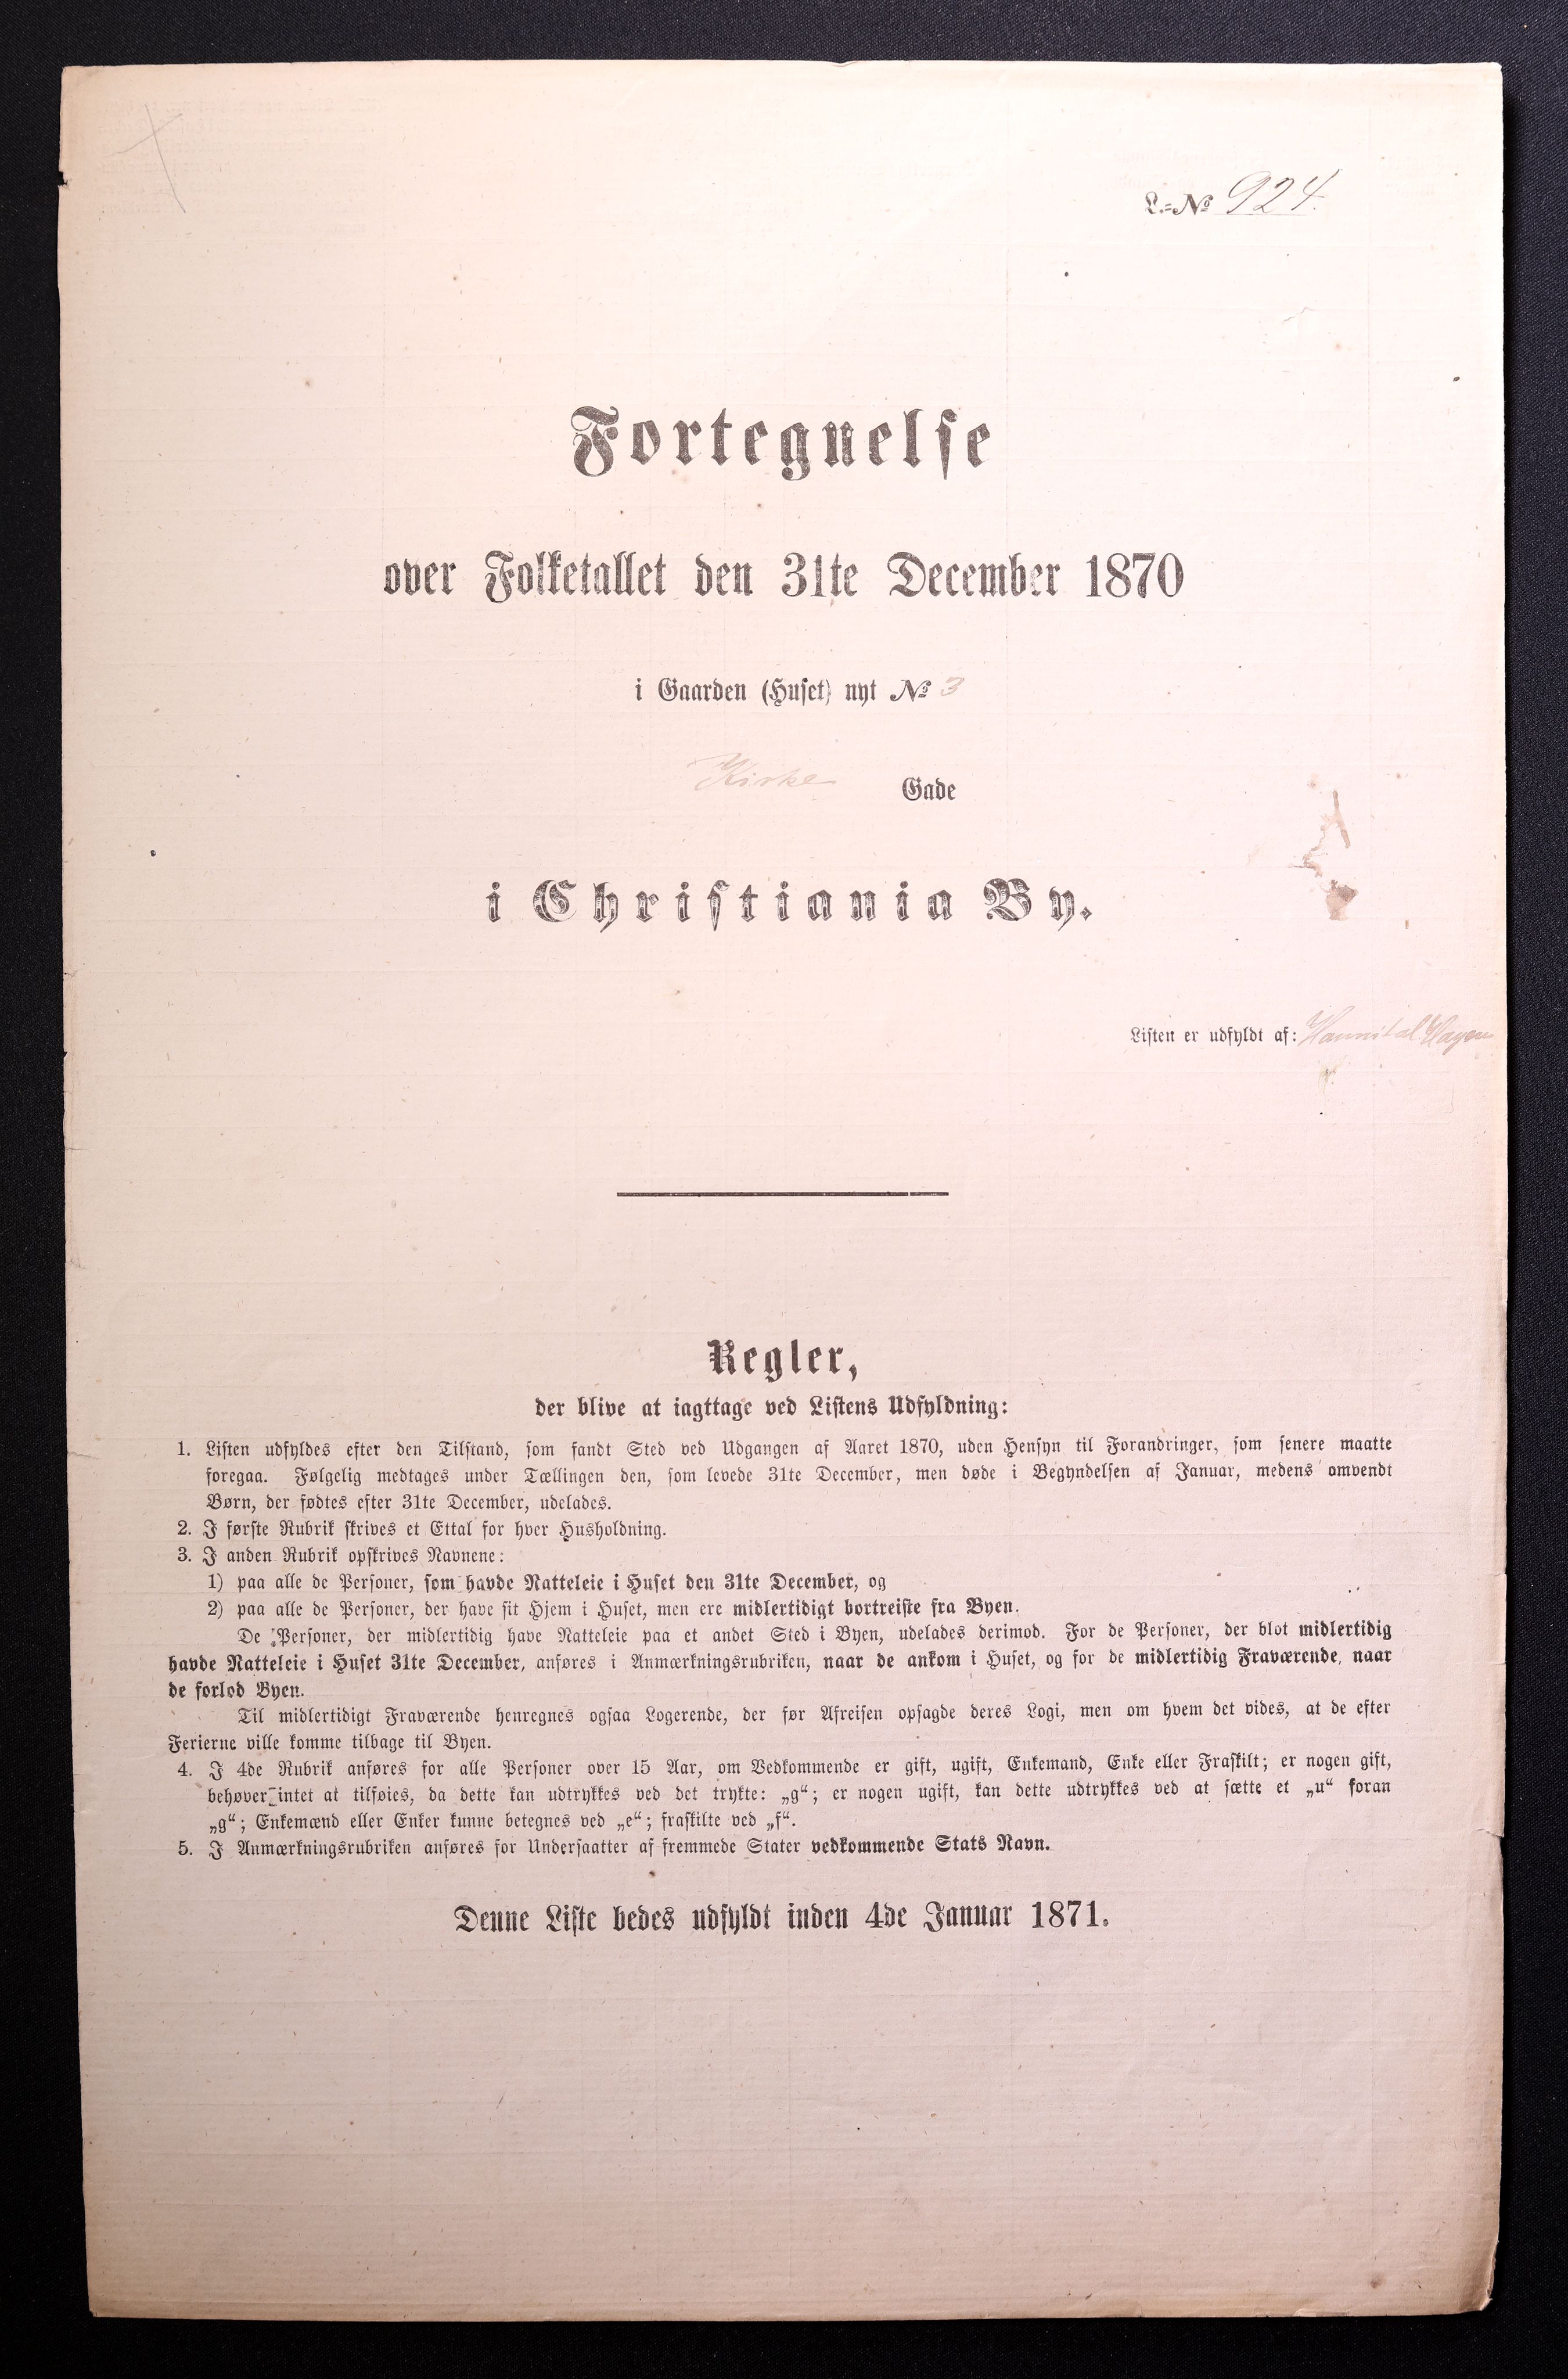 L.=№ 924.
Fortegnelse
over Folketallet den 31te December 1870
i Gaarden (Huset) nyt № 3
Kirke Gade
i Christiania By.
Listen er udfyldt af: Hannibal Hagen
Regler,
der blive at iagttage ved Listens Udfyldning:
1. Listen udfyldes efter den Tilstand, som fandt Sted ved Udgangen af Aaret 1870, uden Hensyn til Forandringer, som senere maatte
foregaa. Følgelig medtages under Tællingen den, som levede 31te December, men døde i Begyndelsen af Januar, medens omvendt
Børn, der fødtes efter 31te December, udelades.
2. I første Rubrik skrives et Ettal for hver Husholdning.
3. I anden Rubrik opskrives Navnene:
1) paa alle de Personer, som havde Natteleie i Huset den 31te December, og
2) paa alle de Personer, der have sit Hjem i Huset, men ere midlertidigt bortreiste fra Byen.
De Personer, der midlertidig have Natteleie paa et andet Sted i Byen, udelades derimod. For de Personer, der blot midlertidig
havde Natteleie i Huset 31te December, anføres i Anmærkningsrubriken, naar de ankom i Huset, og for de midlertidig Fraværende, naar
de forlod Byen.
Til midlertidigt Fraværende henregnes ogsaa Logerende, der før Afreisen opsagde deres Logi, men om hvem det vides, at de efter
Ferierne ville komme tilbage til Byen.
4. I 4de Rubrik anføres for alle Personer over 15 Aar, om Vedkommende er gift, ugift, Enkemand, Enke eller Fraskilt; er nogen gift,
behøver intet at tilføies, da dette kan udtrykkes ved det trykte: „g“; er nogen ugift, kan dette udtrykkes ved at sætte et „u“ foran
„g“; Enkemænd eller Enker kunne betegnes ved „e“; fraskilte ved „f“.
5. I Anmærkningsrubriken anføres for Undersaatter af fremmede Stater vedkommende Stats Navn.
Denne Liste bedes udfyldt inden 4de Januar 1871.